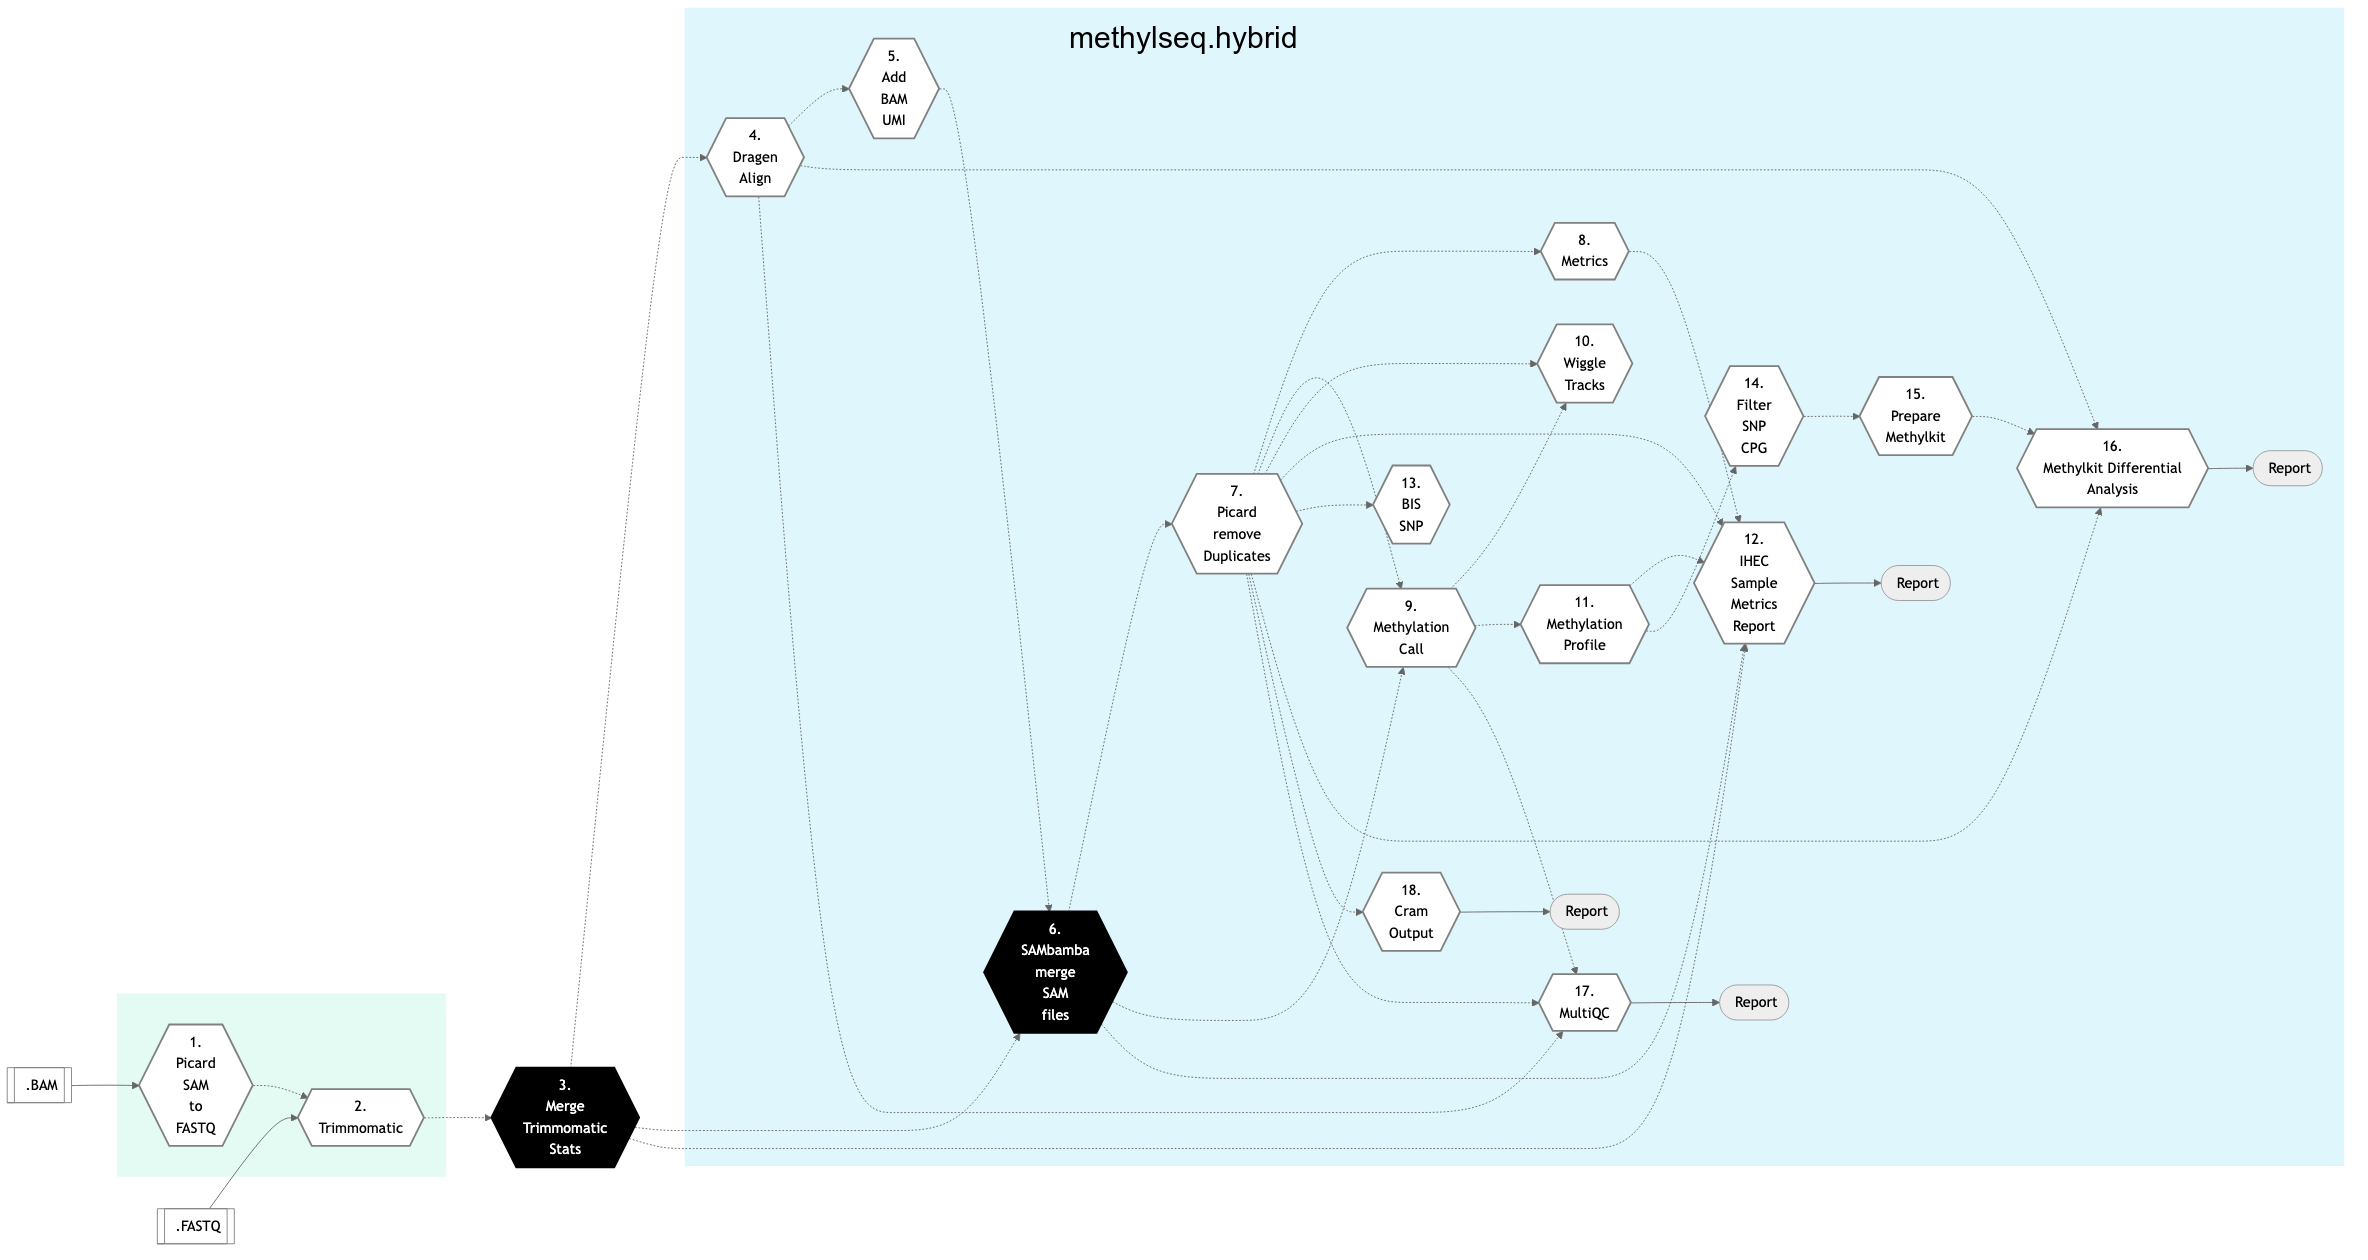 methylseq.hybrid
5.
Add
BAM
UMI
4.
Dragen
Align
8.
Metrics
10.
Wiggle
Tracks
14.
Filter
SNP
CPG
15.
Prepare
Methylkit
16.
Methylkit Differential
Analysis
Report
7.
Picard
remove
Duplicates
13.
BIS
SNP
12.
IHEC
Sample
Metrics
Report
Report
9.
Methylation
Call
11.
Methylation
Profile
18.
Cram
Output
Report
6.
SAMbamba
merge
SAM
files
17.
MultiQC
Report
.BAM
1.
Picard
SAM
to
FASTQ
2.
Trimmomatic
3.
Merge
Trimmomatic
Stats
.FASTQ